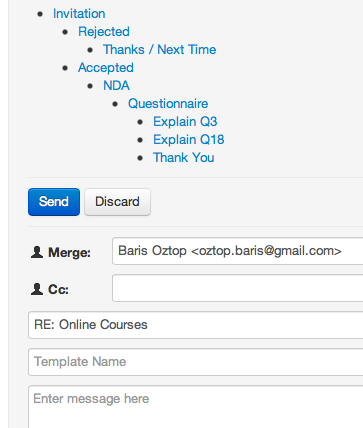 Invitation
Rejected
Thanks / Next Time
Accepted
NDA
Questionnaire
Explain Q3
Explain Q18
Thank You
Send Discard
Merge: Baris Oztop <oztop.baris@gmail.com>
Cc:
RE: Online Courses
Template Name
Enter message here